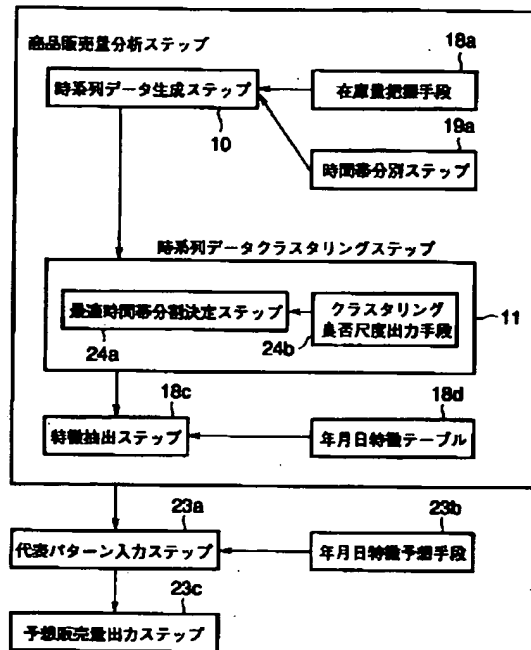 商品販売量分析ステップ
18a
時系列データ生成ステップ
在庫量把握手段
10
19a
時間帯分別ステップ
時系列データクラスタリングステップ
最適時間帯分割決定ステップ
クラスタリング
良否尺度出力手段
11
24a
24b
18c
18d
特徴抽出ステップ
年月日特徴テーブル
23a
23b
代表パターン入力ステップ
年月日特徴予想手段
23c
予想販売量出力ステップ